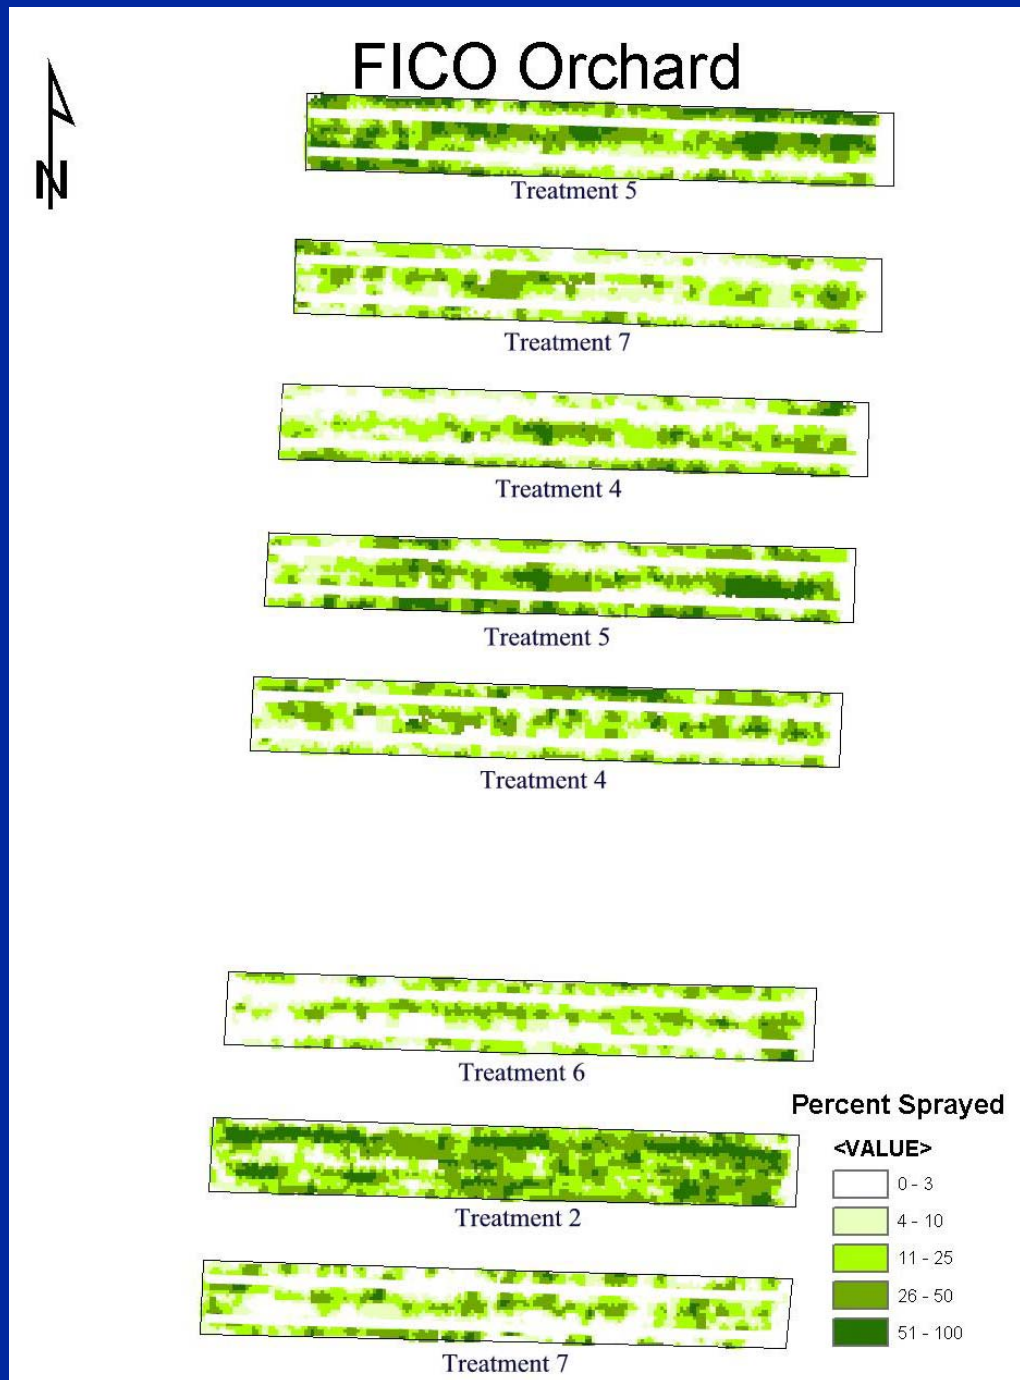 FICO Orchard
N
Treatment 5
Treatment 7
Treatment 4
Treatment 5
Treatment 4
Treatment 6
Treatment 2
Treatment 7
Percent Sprayed
<VALUE>
0 - 3
4 - 10
11 - 25
26 - 50
51 - 100